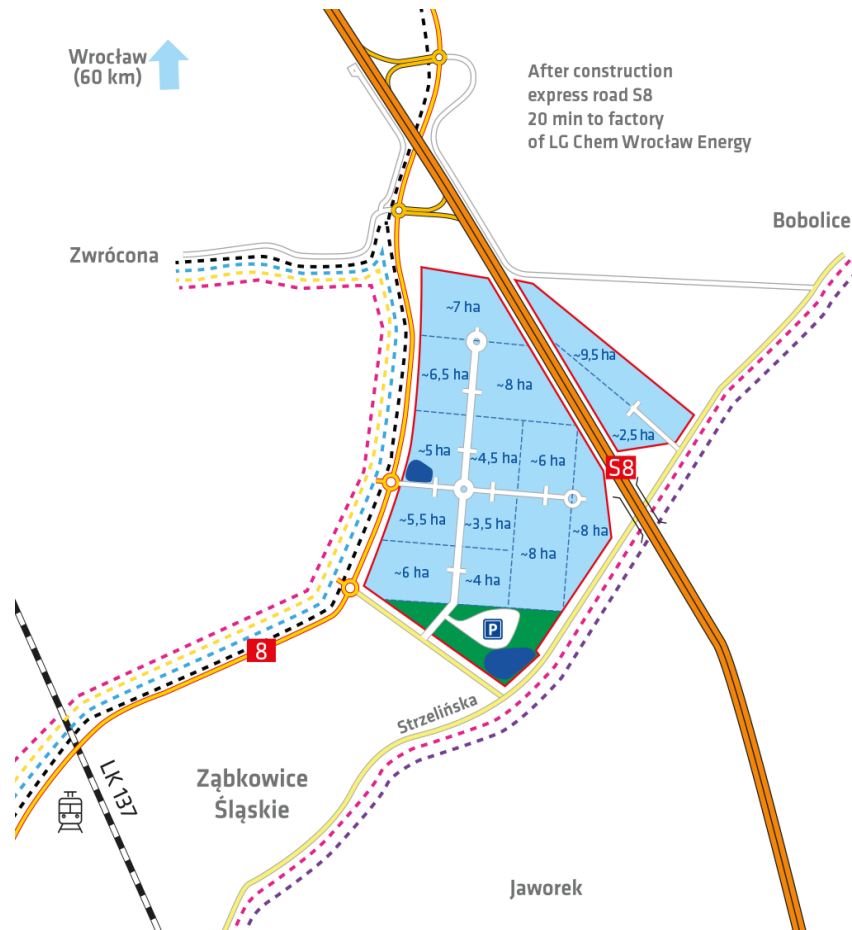 Wrocław
(60 km)
After construction
express road S8
20 min to factory
of LG Chem Wrocław Energy
Bobolice
Zwrócona
~7 ha
~9,5 ha
~6,5 ha
~8 ha
~2,5 ha
~5 ha
~4,5 ha
~6 ha
S8
~5,5 ha
~3,5 ha
~8 ha
~8 ha
~6 ha
~4 ha
P
8
Strzelińska
LK 137
Ząbkowice
Śląskie
Jaworek